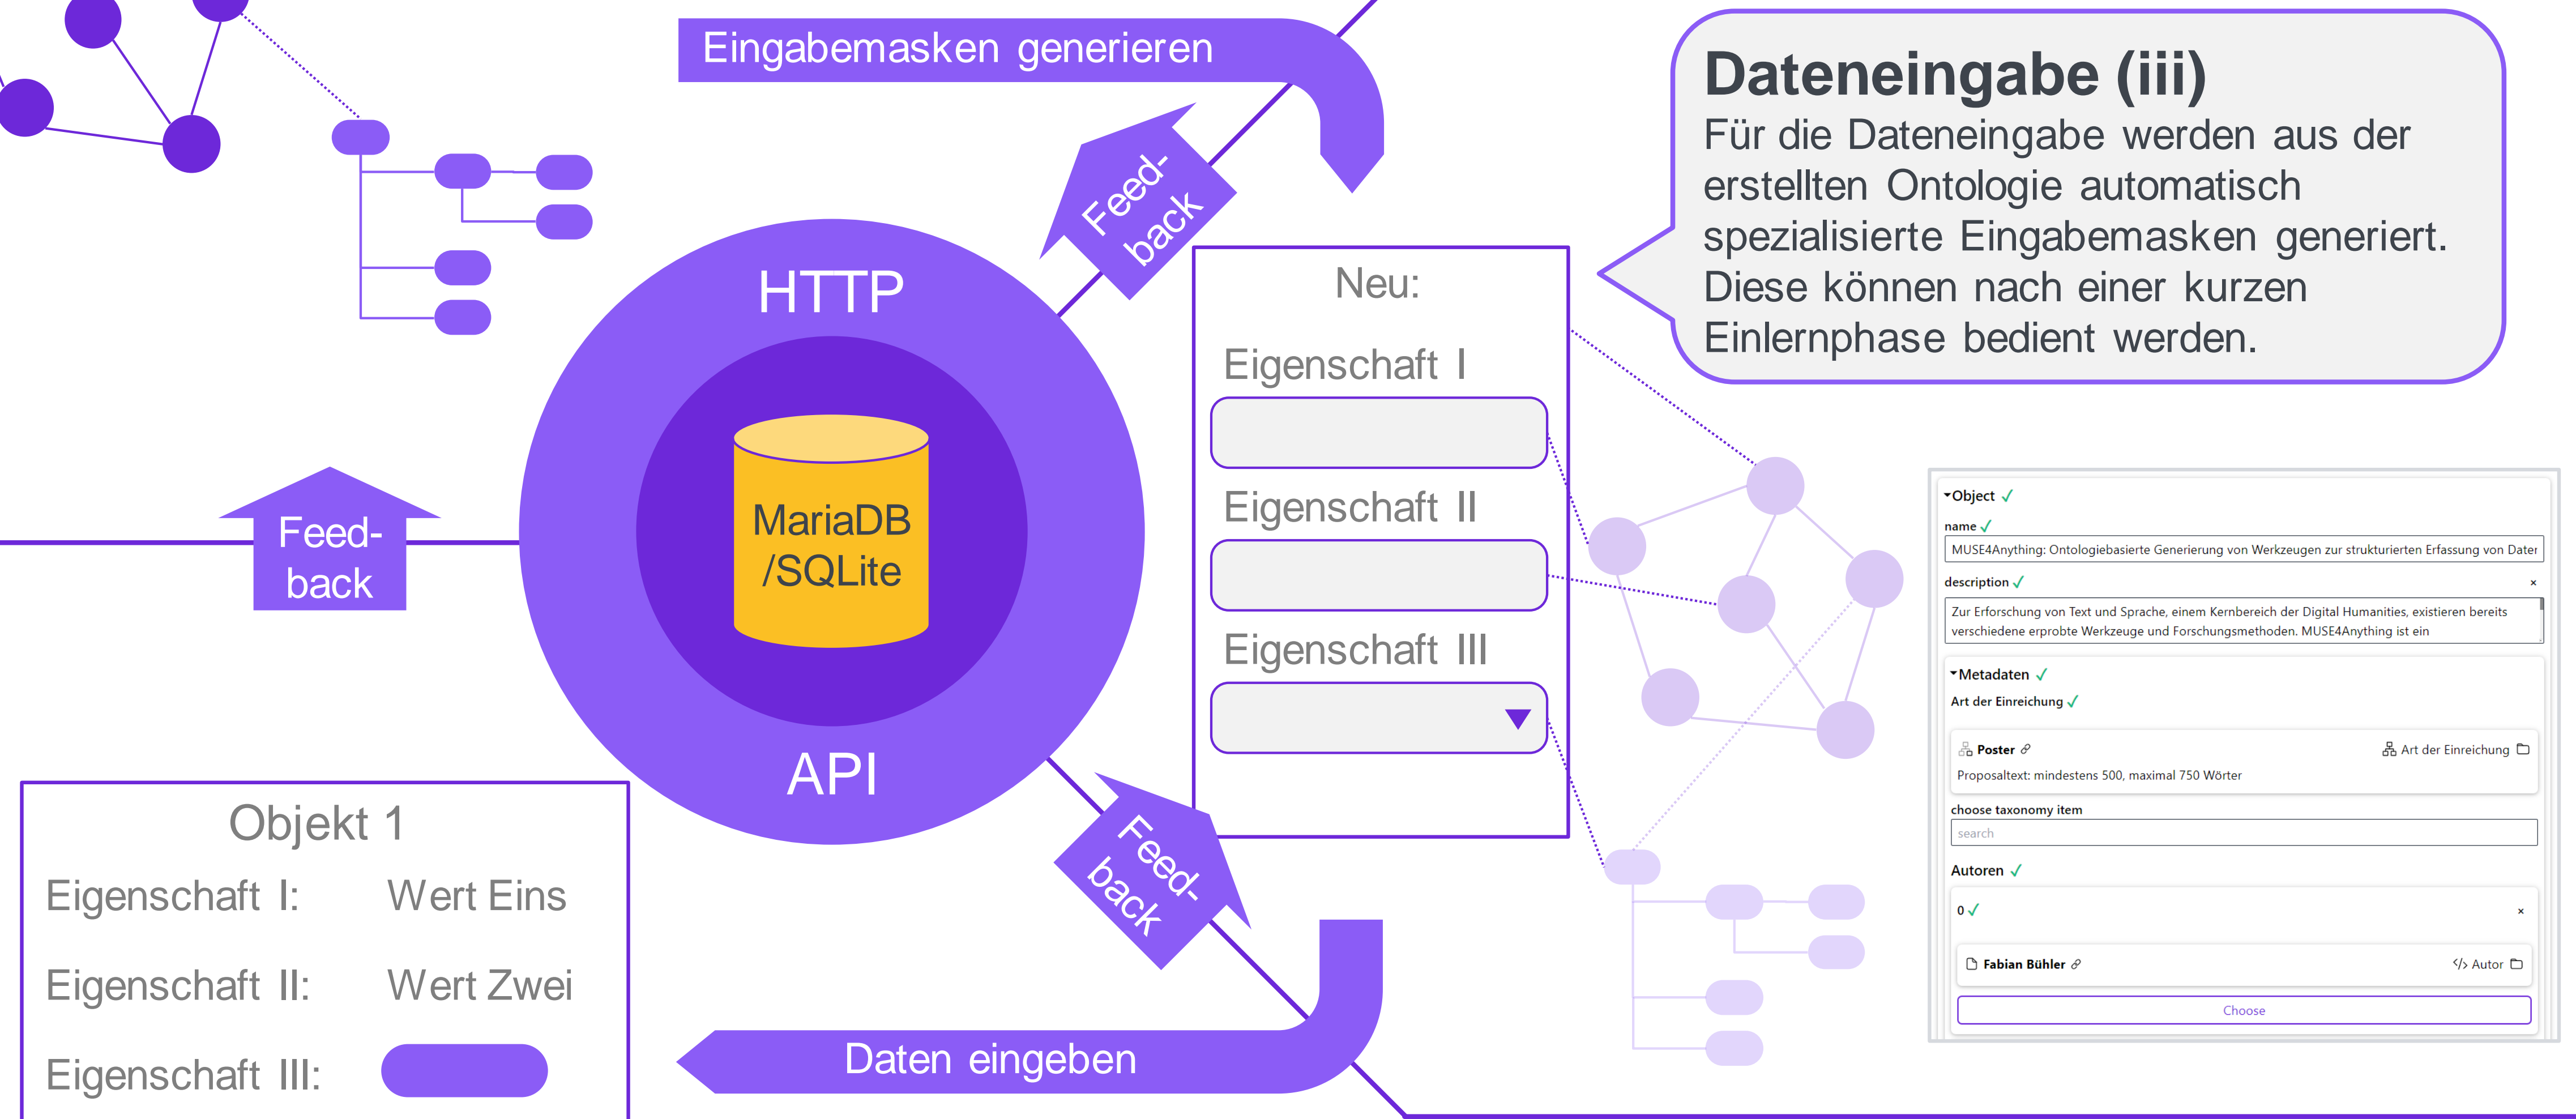 Eingabemasken generieren
Dateneingabe (iii)
Für die Dateneingabe werden aus der
erstellten Ontologie automatisch
spezialisierte Eingabemasken generiert.
Diese können nach einer kurzen
Einlernphase bedient werden.
Feed-
back
HTTP
API
MariaDB
/SQLite
Feed-
back
Neu:
Eigenschaft I
Eigenschaft II
Eigenschaft III
Feed-
back
Objekt 1
Eigenschaft I: Wert Eins
Eigenschaft II: Wert Zwei
Eigenschaft III:
Daten eingeben
Object ✓
name ✓
MUSE4Anything: Ontologiebasierte Generierung von Werkzeugen zur strukturierten Erfassung von Daten
description ✓ ×
Zur Erforschung von Text und Sprache, einem Kernbereich der Digital Humanities, existieren bereits
verschiedene erprobte Werkzeuge und Forschungsmethoden. MUSE4Anything ist ein
Metadaten ✓
Art der Einreichung ✓
Poster Art der Einreichung
Proposaltext: mindestens 500, maximal 750 Wörter
choose taxonomy item
search
Autoren ✓
0 ✓ ×
Fabian Bühler </> Autor
Choose